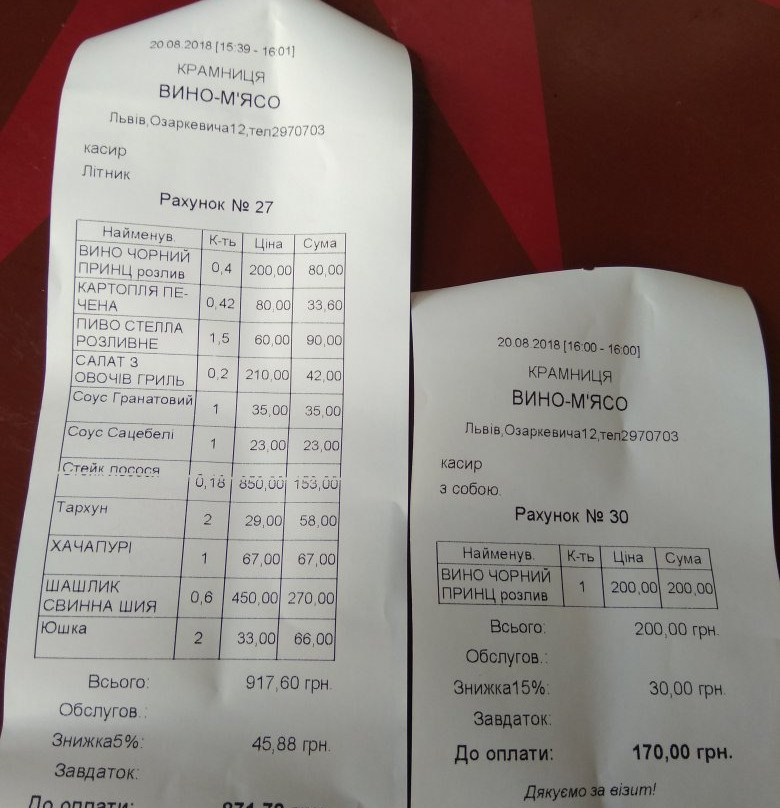 20.08.2018 [15:39 - 16:01]
КРАМНИЦЯ
ВИНО-М'ЯСО
Львів,Озаркевича12,тел2970703
касир
Літник
Рахунок № 27
Найменув. К-ть Ціна Сума
ВИНО ЧОРНИЙ
ПРИНЦ розлив 0,4 200,00 80,00
КАРТОПЛЯ ПЕ-
ЧЕНА 0,42 80,00 33,60
ПИВО СТЕЛЛА
РОЗЛИВНЕ 1,5 60,00 90,00
САЛАТ З
ОВОЧІВ ГРИЛЬ 0,2 210,00 42,00
Соус Гранатовий 1 35,00 35,00
Соус Сацебелі 1 23,00 23,00
Стейк лосося 0,18 850,00 153,00
Тархун 2 29,00 58,00
ХАЧАПУРІ 1 67,00 67,00
ШАШЛИК
СВИННА ШИЯ 0,6 450,00 270,00
Юшка 2 33,00 66,00
Всього: 917,60 грн.
Обслугов.:
Знижка5%: 45,88 грн.
Завдаток:
До оплати: 871,72 грн.
20.08.2018 [16:00 - 16:00]
КРАМНИЦЯ
ВИНО-М'ЯСО
Львів,Озаркевича12,тел2970703
касир
з собою.
Рахунок № 30
Найменув. К-ть Ціна Сума
ВИНО ЧОРНИЙ
ПРИНЦ розлив 1 200,00 200,00
Всього: 200,00 грн.
Обслугов.:
Знижка15%: 30,00 грн.
Завдаток:
До оплати: 170,00 грн.
Дякуємо за візит!